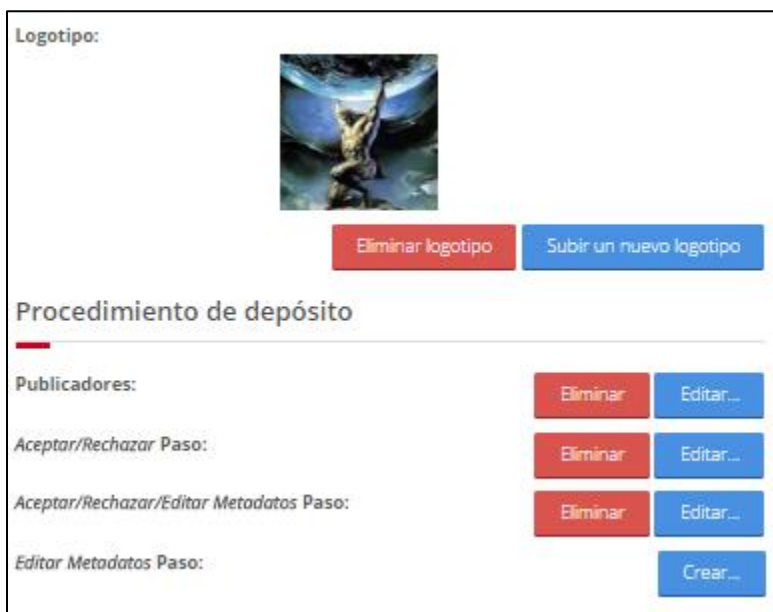 Logotipo:
Eliminar logotipo Subir un nuevo logotipo
Procedimiento de depósito
Publicadores: Eliminar Editar...
Aceptar/Rechazar Paso: Eliminar Editar...
Aceptar/Rechazar/Editar Metadatos Paso: Eliminar Editar...
Editar Metadatos Paso: Crear...